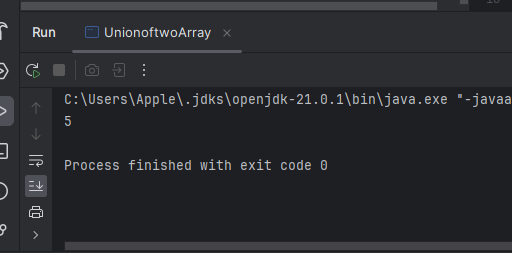 Run UnionoftwoArray
C:\Users\Apple\.jdks\openjdk-21.0.1\bin\java.exe "-javaa
5
Process finished with exit code 0